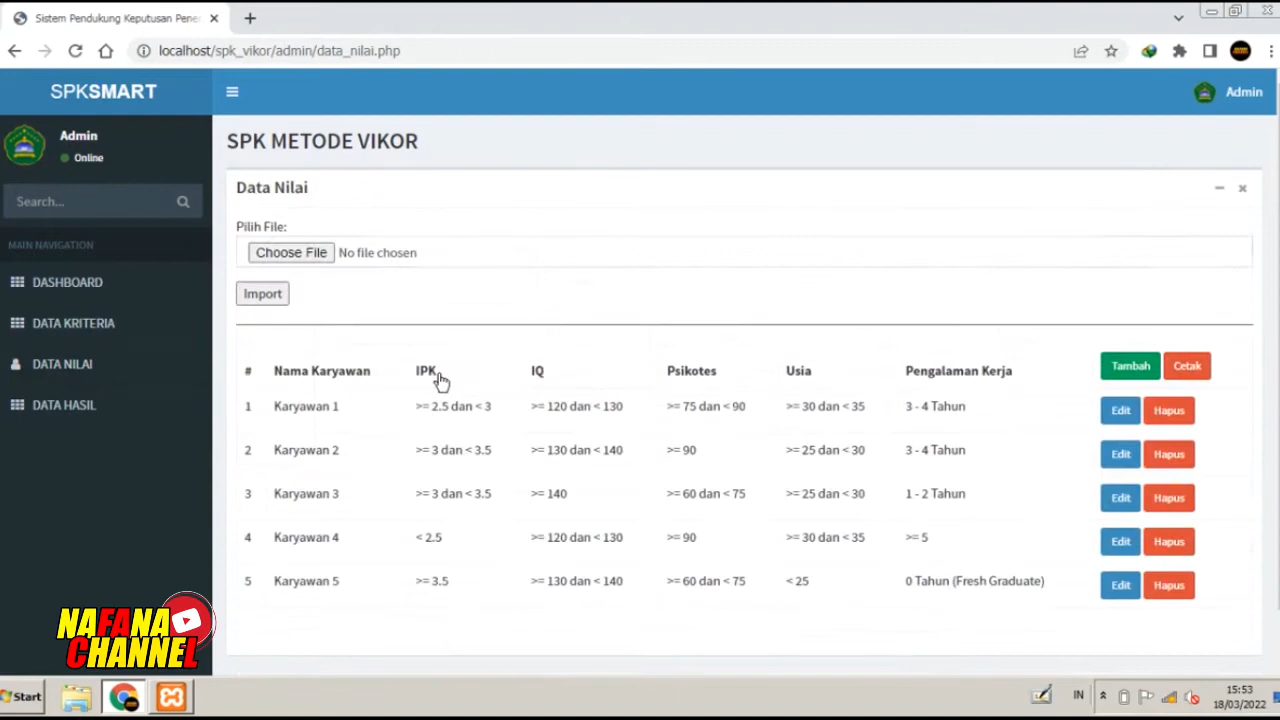 Sistem Pendukung Keputusan Pene
localhost/spk_vikor/admin/data_nilai.php
SPKSMART
Admin
Admin
Online
Search...
MAIN NAVIGATION
DASHBOARD
DATA KRITERIA
DATA NILAI
DATA HASIL
SPK METODE VIKOR
Data Nilai
Pilih File:
Choose File No file chosen
Import
# Nama Karyawan IPK IQ Psikotes Usia Pengalaman Kerja Tambah Cetak
1 Karyawan 1 >= 2.5 dan < 3 >= 120 dan < 130 >= 75 dan < 90 >= 30 dan < 35 3 - 4 Tahun Edit Hapus
2 Karyawan 2 >= 3 dan < 3.5 >= 130 dan < 140 >= 90 >= 25 dan < 30 3 - 4 Tahun Edit Hapus
3 Karyawan 3 >= 3 dan < 3.5 >= 140 >= 60 dan < 75 >= 25 dan < 30 1 - 2 Tahun Edit Hapus
4 Karyawan 4 < 2.5 >= 120 dan < 130 >= 90 >= 30 dan < 35 >= 5 Edit Hapus
5 Karyawan 5 >= 3.5 >= 130 dan < 140 >= 60 dan < 75 < 25 0 Tahun (Fresh Graduate) Edit Hapus
NAFANA
CHANNEL
Start
IN
15:53
18/03/2022